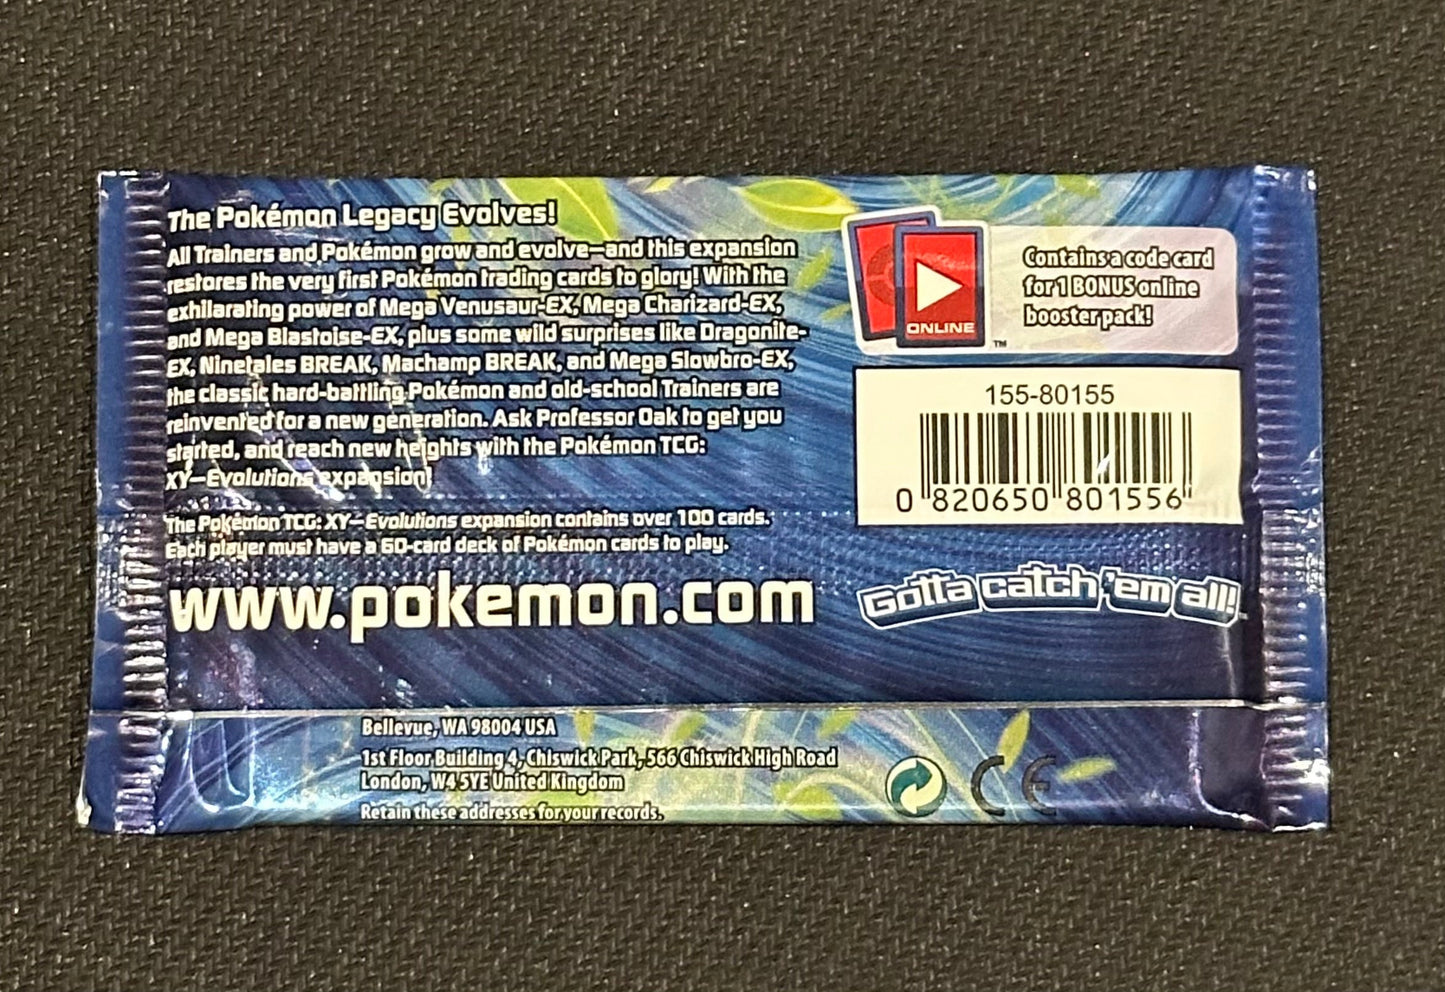 The Pokémon Legacy Evolves!
All Trainers and Pokémon grow and evolve—and this expansion
restores the very first Pokémon trading cards to glory! With the
exhilarating power of Mega Venusaur-EX, Mega Charizard-EX,
and Mega Blastoise-EX, plus some wild surprises like Dragonite-
EX, Ninetales BREAK, Machamp BREAK, and Mega Slowbro-EX,
the classic hard-battling Pokémon and old-school Trainers are
reinvented for a new generation. Ask Professor Oak to get you
started, and reach new heights with the Pokémon TCG:
XY—Evolutions expansion!
The Pokémon TCG: XY—Evolutions expansion contains over 100 cards.
Each player must have a 60-card deck of Pokémon cards to play.
www.pokemon.com
ONLINE
™
Contains a code card
for 1 BONUS online
booster pack!
155-80155
0 820650 801556
Gotta catch 'em all!™
Bellevue, WA 98004 USA
1st Floor Building 4, Chiswick Park, 566 Chiswick High Road
London, W4 5YE United Kingdom
Retain these addresses for your records.
CE